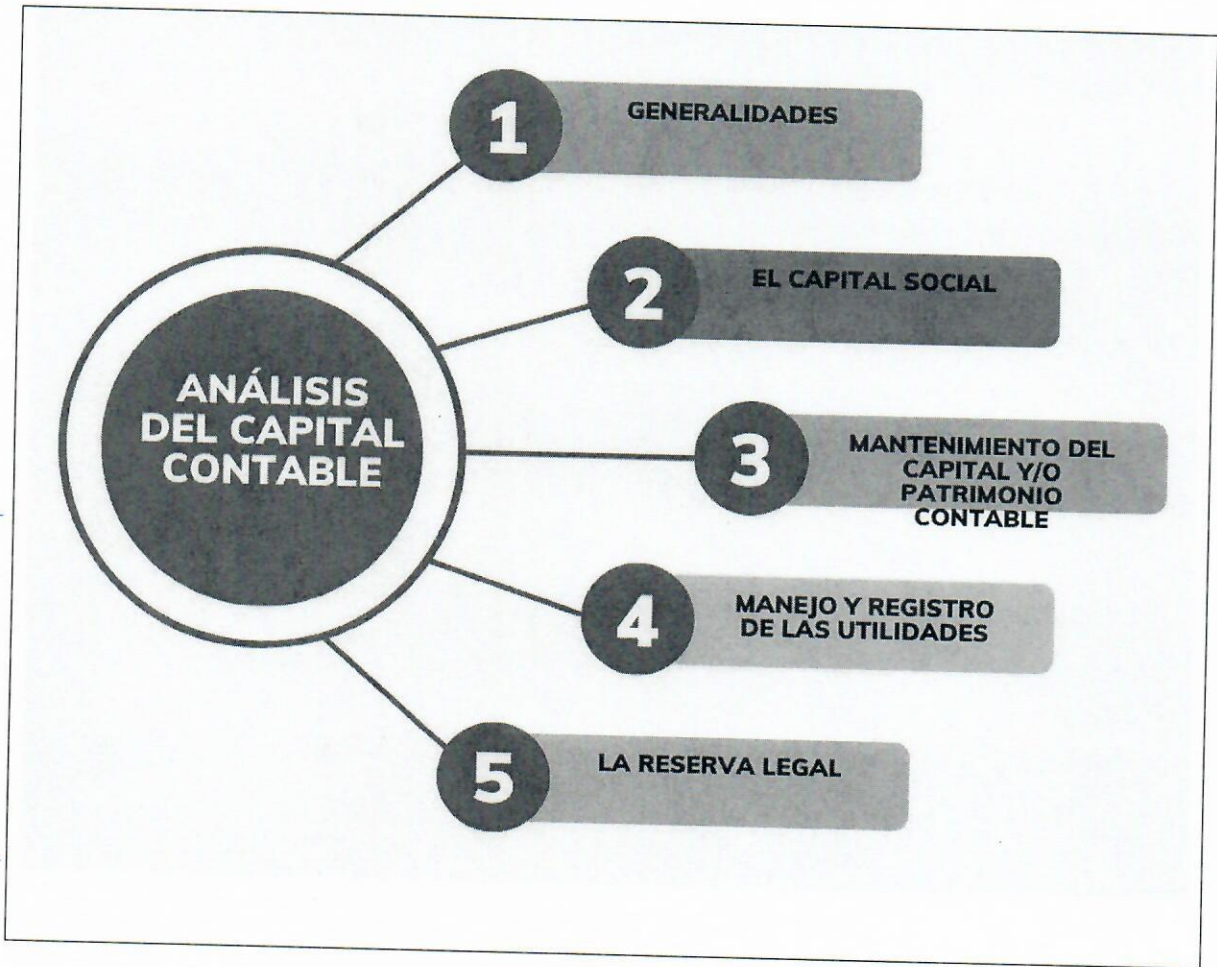 1
GENERALIDADES
2
EL CAPITAL SOCIAL
ANÁLISIS
DEL CAPITAL
CONTABLE
3
MANTENIMIENTO DEL
CAPITAL Y/O
PATRIMONIO
CONTABLE
4
MANEJO Y REGISTRO
DE LAS UTILIDADES
5
LA RESERVA LEGAL